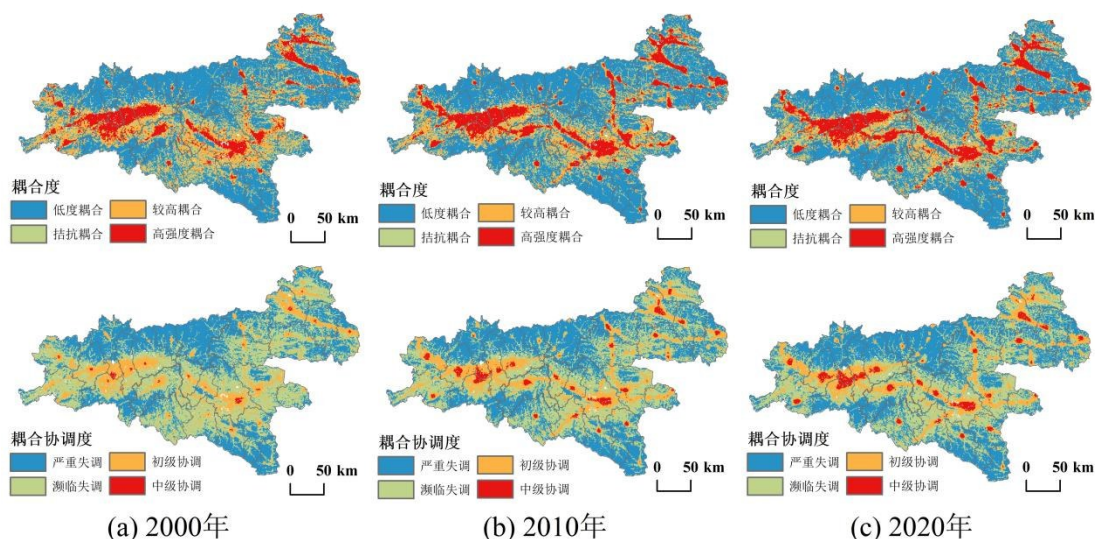 耦合度
低度耦合 较高耦合
拮抗耦合 高强度耦合
0 50 km
耦合度
低度耦合 较高耦合
拮抗耦合 高强度耦合
0 50 km
耦合度
低度耦合 较高耦合
拮抗耦合 高强度耦合
0 50 km
耦合协调度
严重失调 初级协调
濒临失调 中级协调
0 50 km
耦合协调度
严重失调 初级协调
濒临失调 中级协调
0 50 km
耦合协调度
严重失调 初级协调
濒临失调 中级协调
0 50 km
(a) 2000年
(b) 2010年
(c) 2020年